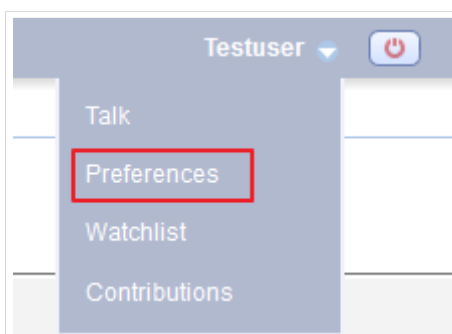 Testuser
Talk
Preferences
Watchlist
Contributions